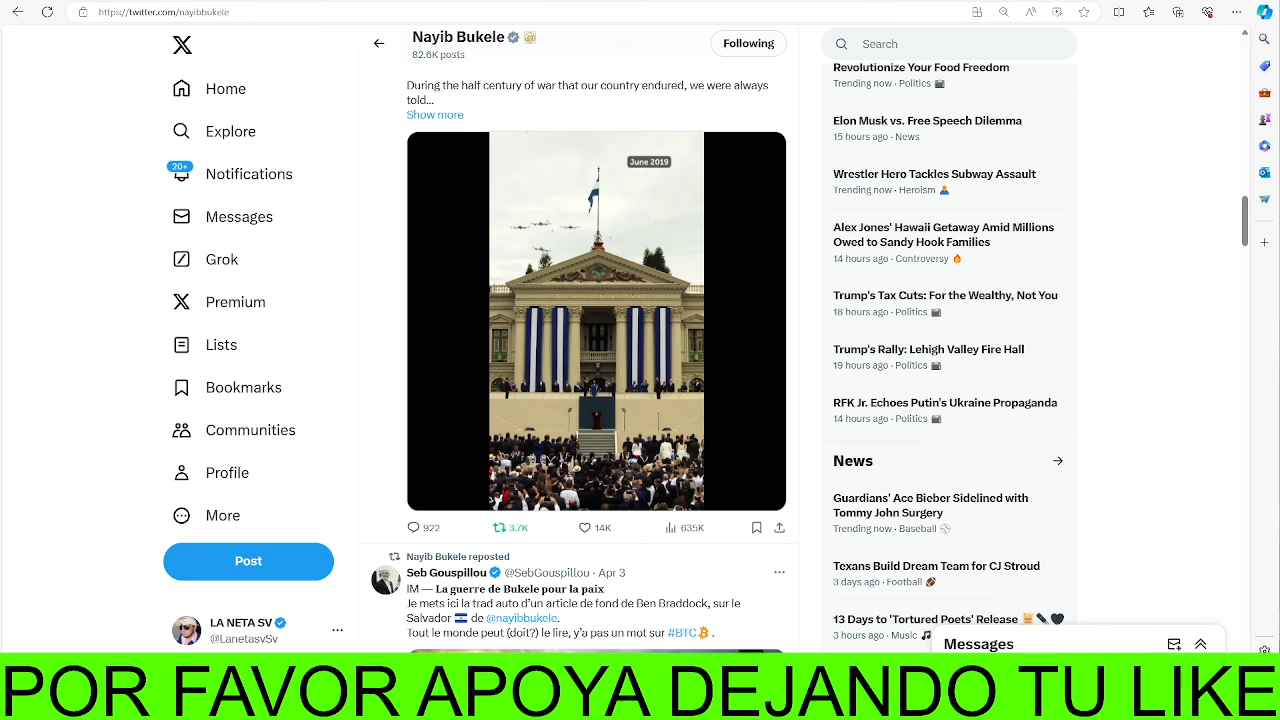 https://twitter.com/nayibbukele
Home
Explore
20+
Notifications
Messages
Grok
Premium
Lists
Bookmarks
Communities
Profile
More
Post
LA NETA SV
@LanetasvSv
Nayib Bukele
82.6K posts
Following
During the half century of war that our country endured, we were always
told...
Show more
June 2019
922 3.7K 14K 635K
Nayib Bukele reposted
Seb Gouspillou @SebGouspillou · Apr 3
IM — La guerre de Bukele pour la paix
Je mets ici la trad auto d'un article de fond de Ben Braddock, sur le
Salvador 🇸🇻 de @nayibbukele.
Tout le monde peut (doit?) le lire, y'a pas un mot sur #BTC .
Search
Revolutionize Your Food Freedom
Trending now · Politics
Elon Musk vs. Free Speech Dilemma
15 hours ago · News
Wrestler Hero Tackles Subway Assault
Trending now · Heroism
Alex Jones' Hawaii Getaway Amid Millions
Owed to Sandy Hook Families
14 hours ago · Controversy 🔥
Trump's Tax Cuts: For the Wealthy, Not You
18 hours ago · Politics
Trump's Rally: Lehigh Valley Fire Hall
19 hours ago · Politics
RFK Jr. Echoes Putin's Ukraine Propaganda
14 hours ago · Politics
News
Guardians' Ace Bieber Sidelined with
Tommy John Surgery
Trending now · Baseball ⚾
Texans Build Dream Team for CJ Stroud
3 days ago · Football 🏈
13 Days to 'Tortured Poets' Release
3 hours ago · Music
Messages
POR FAVOR APOYA DEJANDO TU LIKE